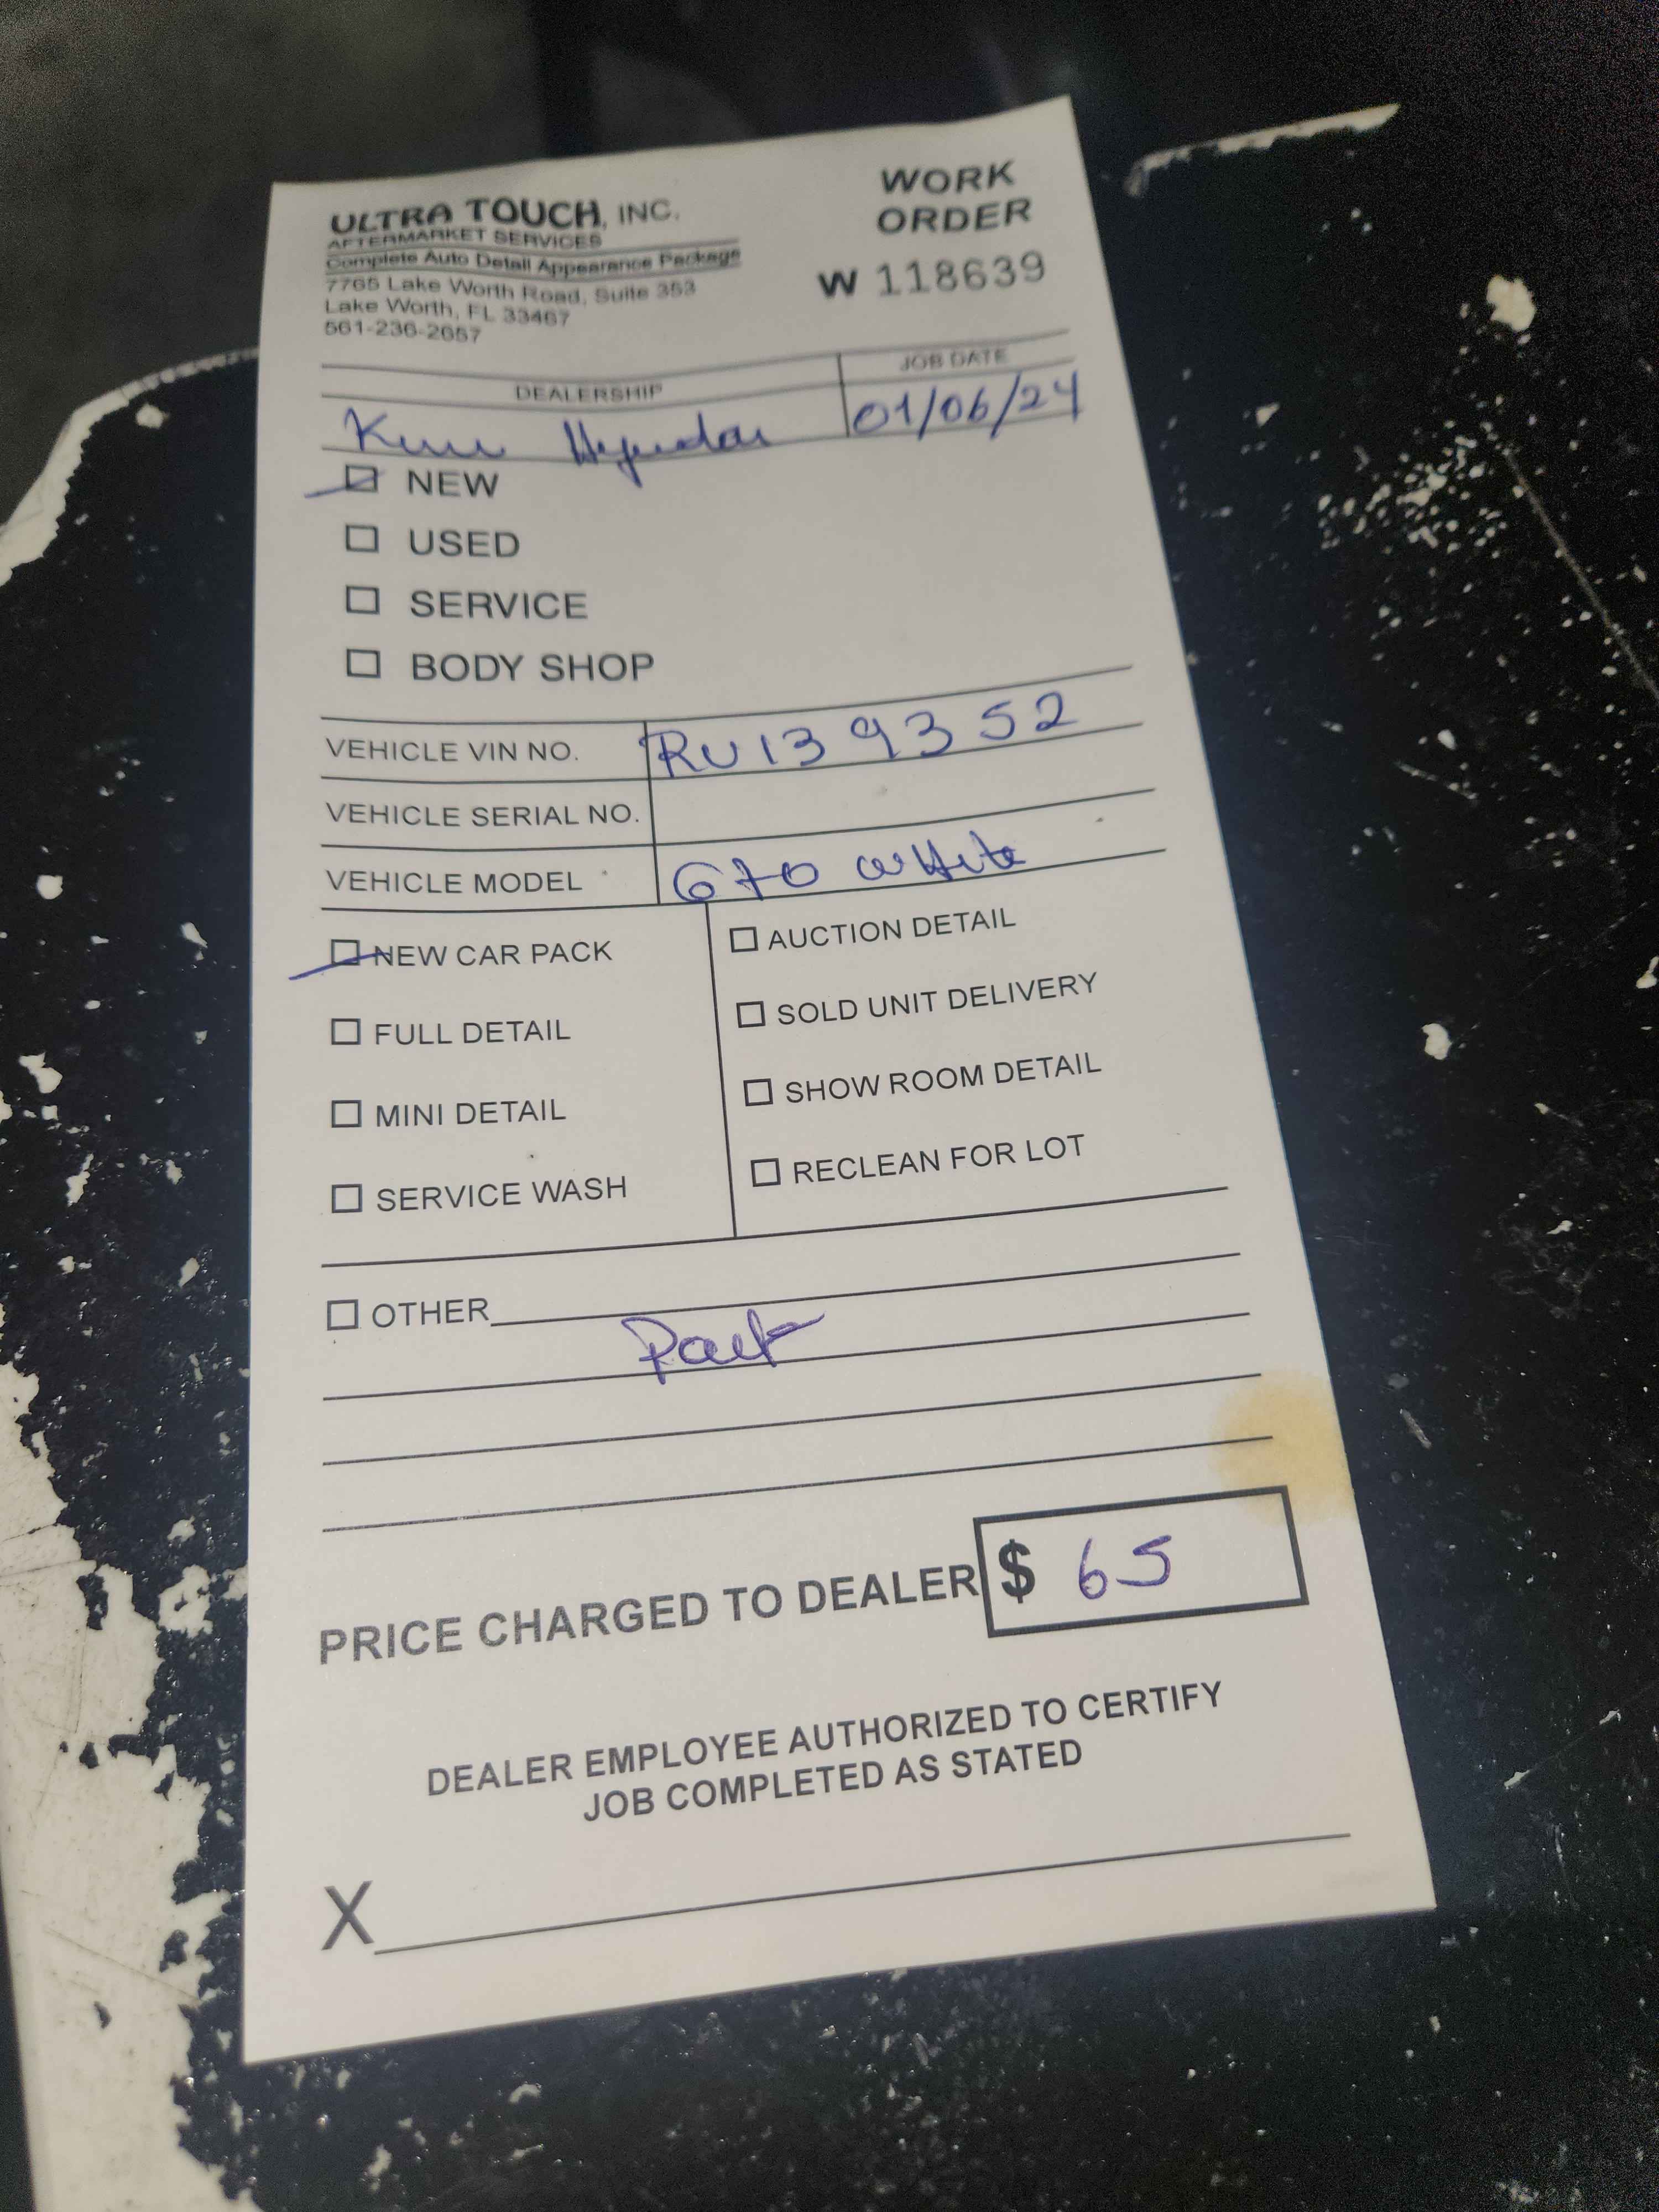 ULTRA TOUCH, INC.
AFTERMARKET SERVICES
Complete Auto Detail Appearance Package
7765 Lake Worth Road, Suite 353
Lake Worth, FL 33467
561-236-2657
WORK
ORDER
W 118639
DEALERSHIP
JOB DATE
01/06/24
NEW
USED
SERVICE
BODY SHOP
VEHICLE VIN NO. RU139352
VEHICLE SERIAL NO.
VEHICLE MODEL G70 white
NEW CAR PACK
FULL DETAIL
MINI DETAIL
SERVICE WASH
AUCTION DETAIL
SOLD UNIT DELIVERY
SHOW ROOM DETAIL
RECLEAN FOR LOT
OTHER
PRICE CHARGED TO DEALER $ 65
DEALER EMPLOYEE AUTHORIZED TO CERTIFY
JOB COMPLETED AS STATED
X